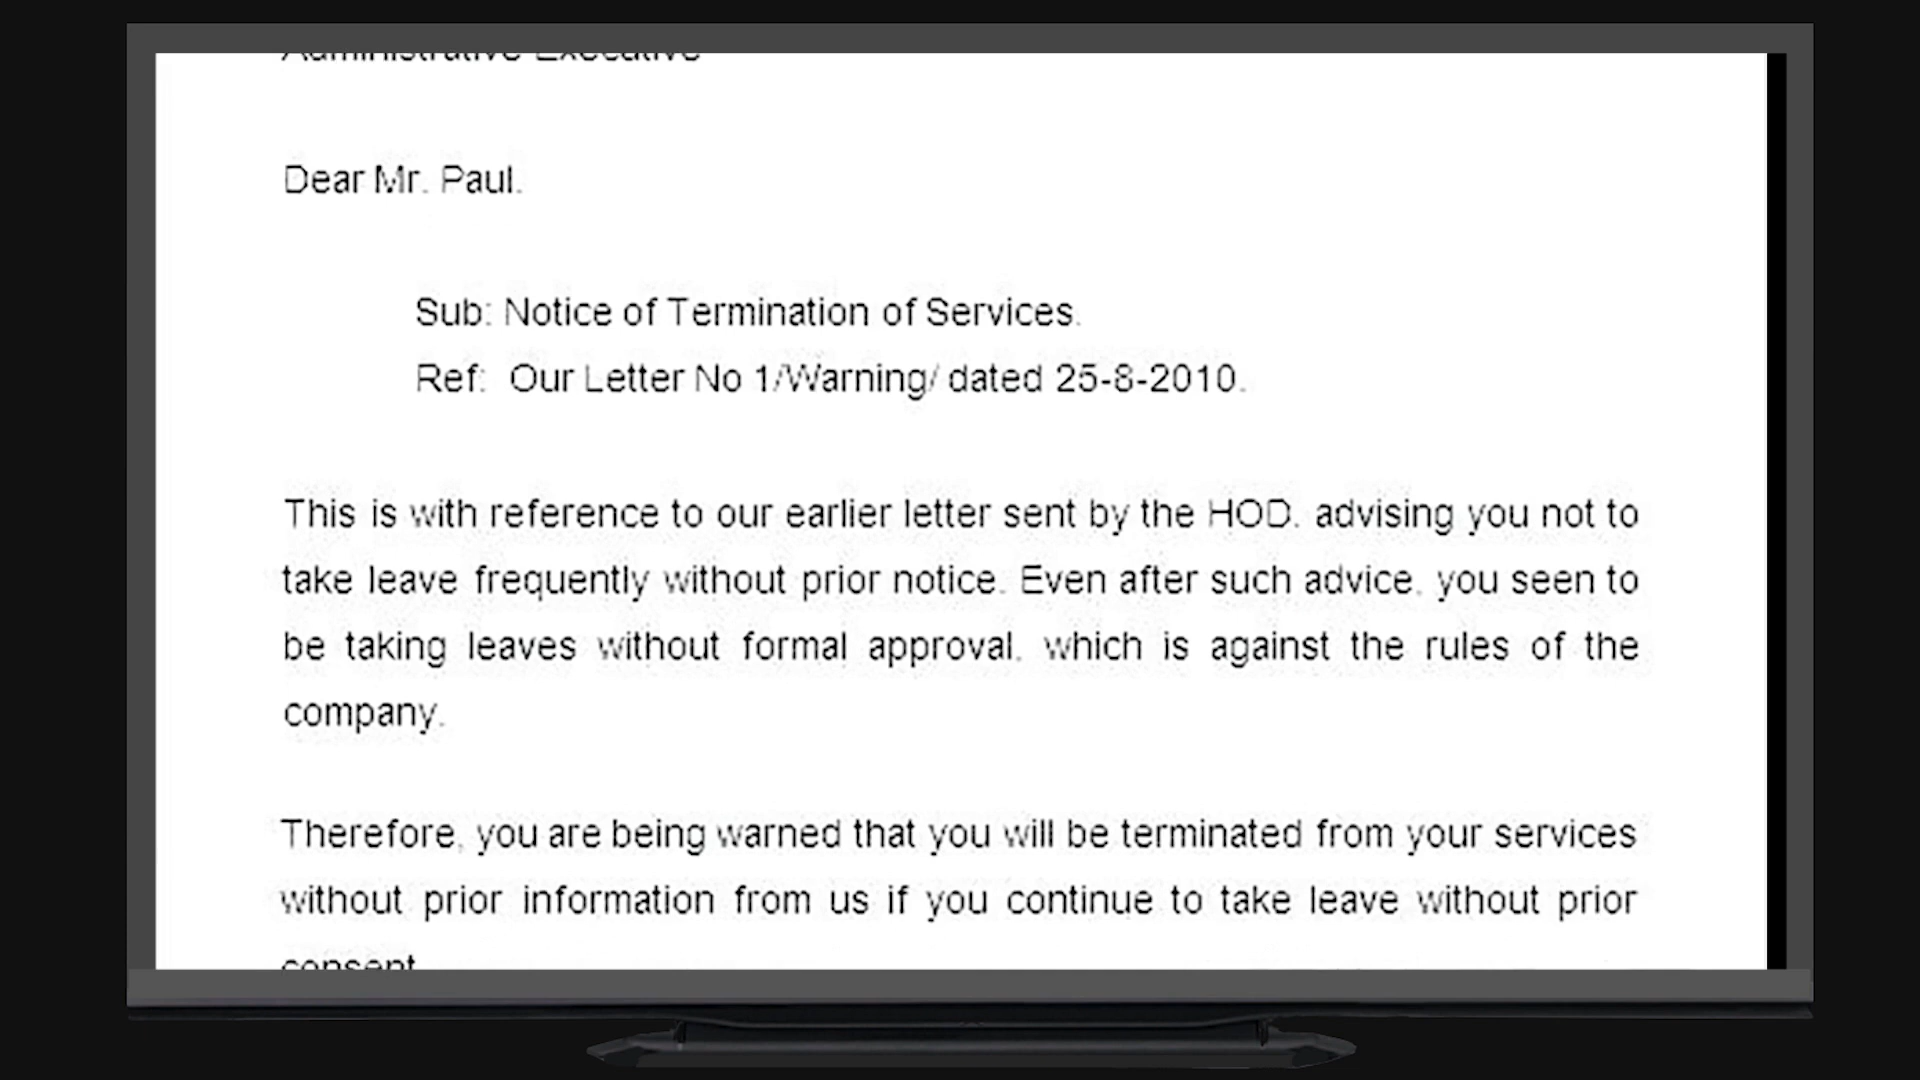 Administrative Executive
Dear Mr. Paul.
Sub: Notice of Termination of Services.
Ref: Our Letter No 1/Warning/ dated 25-8-2010.
This is with reference to our earlier letter sent by the HOD. advising you not to
take leave frequently without prior notice. Even after such advice, you seen to
be taking leaves without formal approval, which is against the rules of the
company.
Therefore, you are being warned that you will be terminated from your services
without prior information from us if you continue to take leave without prior
consent